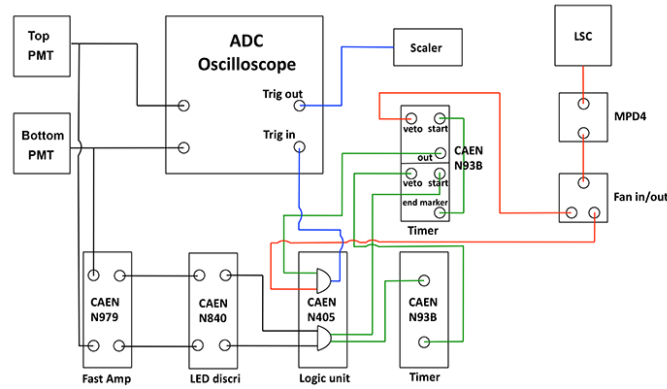 Top
PMT
ADC
Oscilloscope
Scaler
LSC
Trig out
Trig in
MPD4
Bottom
PMT
veto start
out
CAEN
N93B
veto start
end marker
Timer
Fan in/out
CAEN
N979
CAEN
N840
CAEN
N405
CAEN
N93B
Fast Amp
LED discri
Logic unit
Timer